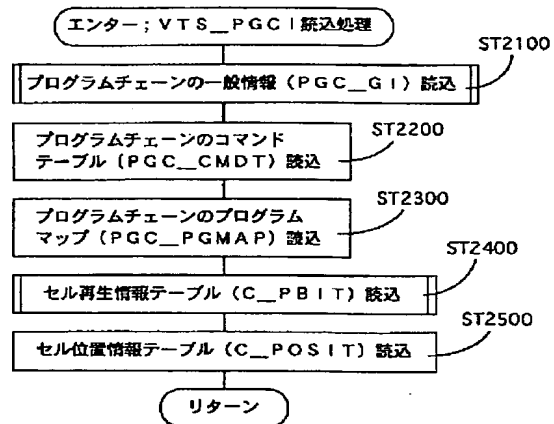 エンター；ＶＴＳ＿ＰＧＣＩ読込処理
ST2100
プログラムチェーンの一般情報（ＰＧＣ＿ＧＩ）読込
ST2200
プログラムチェーンのコマンド
テーブル（ＰＧＣ＿ＣＭＤＴ）読込
ST2300
プログラムチェーンのプログラム
マップ（ＰＧＣ＿ＰＧＭＡＰ）読込
ST2400
セル再生情報テーブル（Ｃ＿ＰＢＩＴ）読込
ST2500
セル位置情報テーブル（Ｃ＿ＰＯＳＩＴ）読込
リターン